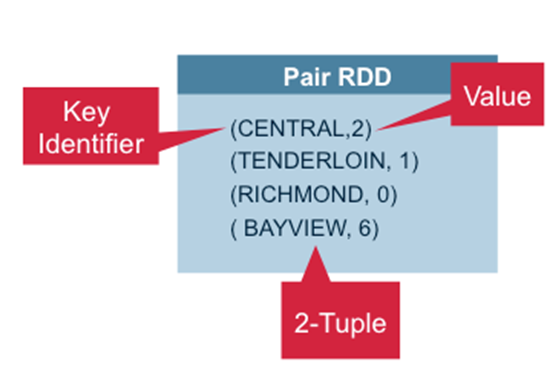 Pair RDD
Key
Identifier
Value
(CENTRAL,2)
(TENDERLOIN, 1)
(RICHMOND, 0)
( BAYVIEW, 6)
2-Tuple